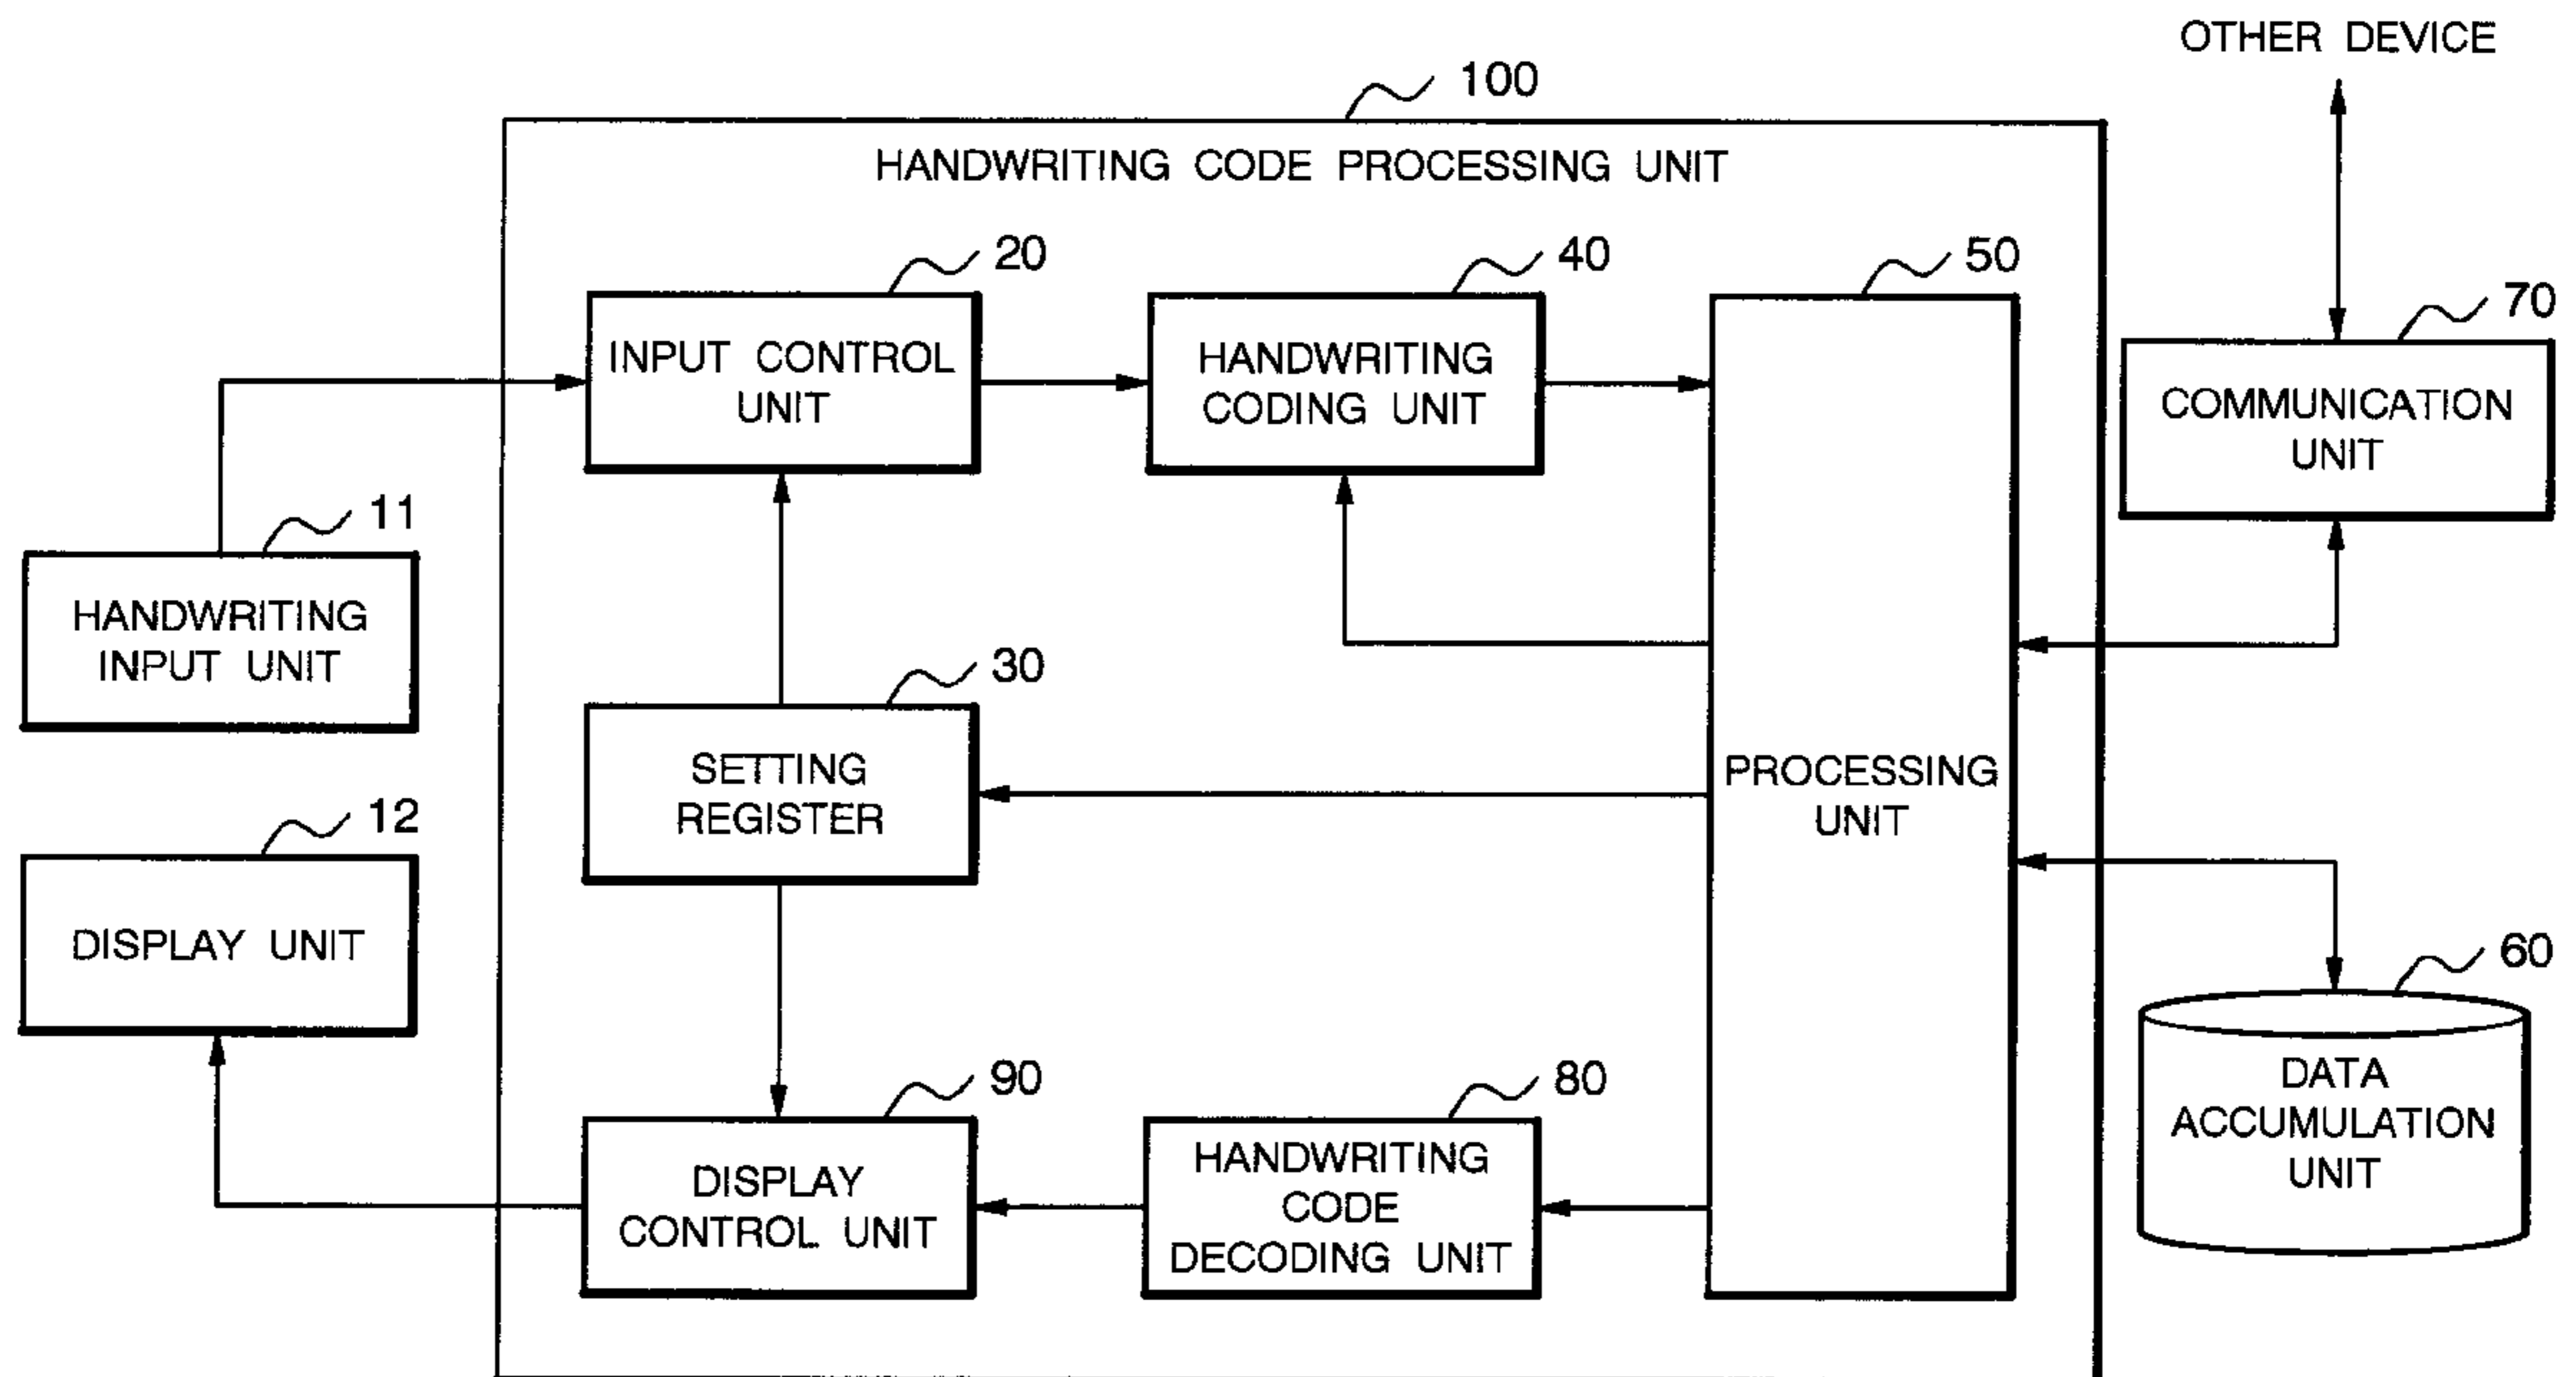 OTHER DEVICE
100
HANDWRITING CODE PROCESSING UNIT
20
INPUT CONTROL
UNIT
40
HANDWRITING
CODING UNIT
50
PROCESSING
UNIT
70
COMMUNICATION
UNIT
11
HANDWRITING
INPUT UNIT
30
SETTING
REGISTER
12
DISPLAY UNIT
90
DISPLAY
CONTROL UNIT
80
HANDWRITING
CODE
DECODING UNIT
60
DATA
ACCUMULATION
UNIT